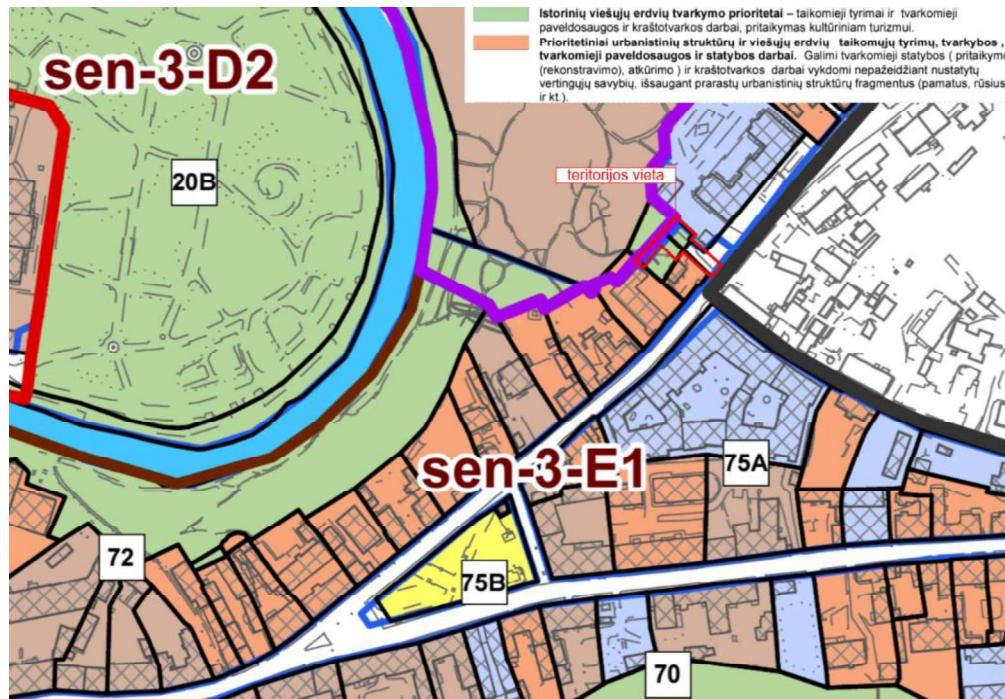 Istorinių viešųjų erdvių tvarkymo prioritetai – taikomieji tyrimai ir tvarkomieji
paveldosaugos ir kraštotvarkos darbai, pritaikymas kultūriniam turizmui.
Prioritetiniai urbanistinių struktūrų ir viešųjų erdvių taikomųjų tyrimų, tvarkybos ,
tvarkomieji paveldosaugos ir statybos darbai. Galimi tvarkomieji statybos ( pritaikymo
(rekonstravimo), atkūrimo ) ir kraštotvarkos darbai vykdomi nepažeidžiant nustatytų
vertingųjų savybių, išsaugant prarastų urbanistinių struktūrų fragmentus (pamatus, rūsius
ir kt.).
sen-3-D2
20B
teritorijos vieta
sen-3-E1
75A
72
75B
70